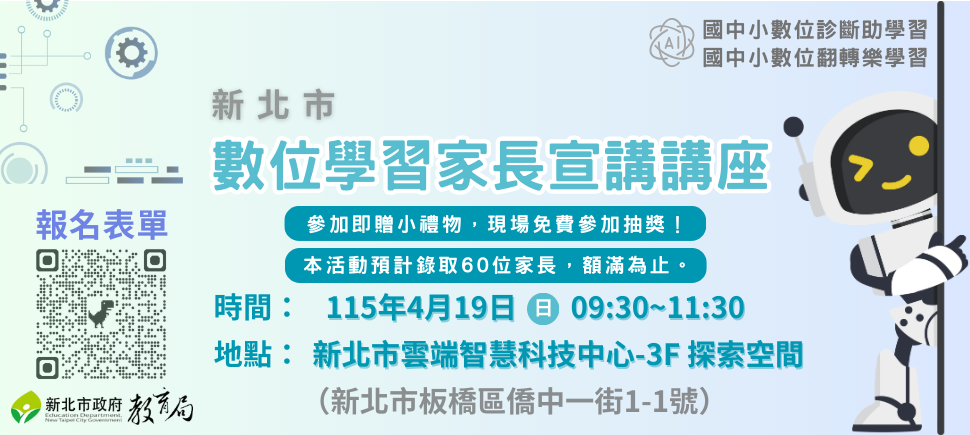 AI
國中小數位診斷助學習
國中小數位翻轉樂學習
新北市
數位學習家長宣講講座
參加即贈小禮物，現場免費參加抽獎！
本活動預計錄取60位家長，額滿為止。
報名表單
時間： 115年4月19日 日 09:30~11:30
地點： 新北市雲端智慧科技中心-3F 探索空間
（新北市板橋區僑中一街1-1號）
新北市政府 教育局
Education Department,
New Taipei City Government